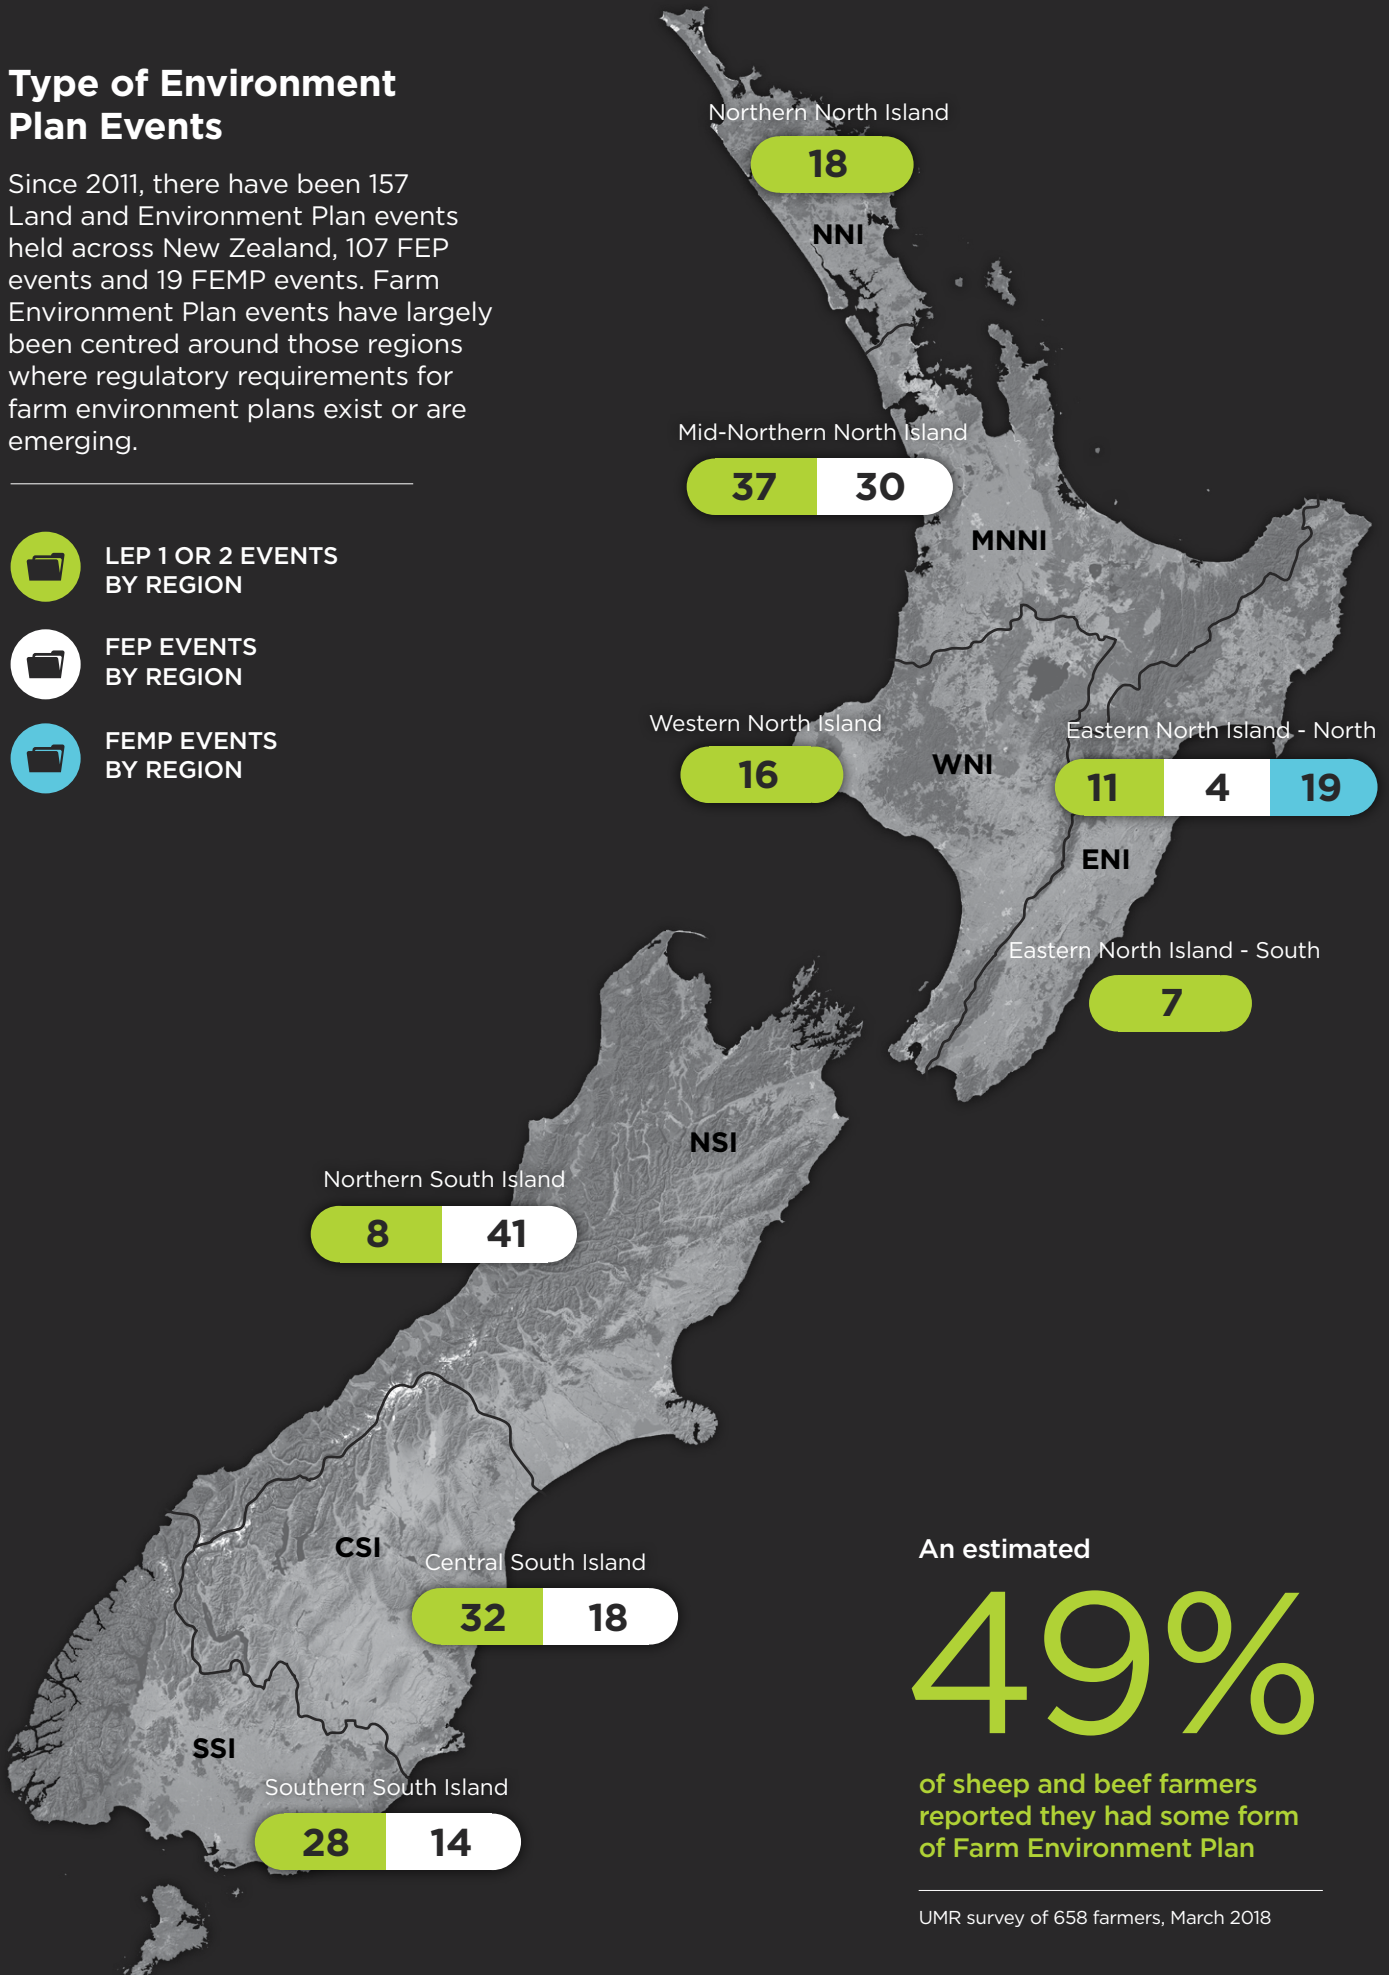 Type of Environment
Plan Events
Since 2011, there have been 157
Land and Environment Plan events
held across New Zealand, 107 FEP
events and 19 FEMP events. Farm
Environment Plan events have largely
been centred around those regions
where regulatory requirements for
farm environment plans exist or are
emerging.
LEP 1 OR 2 EVENTS
BY REGION
FEP EVENTS
BY REGION
FEMP EVENTS
BY REGION
Northern North Island
18
NNI
Mid-Northern North Island
37 30
MNNI
Western North Island
16
WNI
Eastern North Island - North
11 4 19
ENI
Eastern North Island - South
7
NSI
Northern South Island
8 41
CSI
Central South Island
32 18
SSI
Southern South Island
28 14
An estimated
49%
of sheep and beef farmers
reported they had some form
of Farm Environment Plan
UMR survey of 658 farmers, March 2018